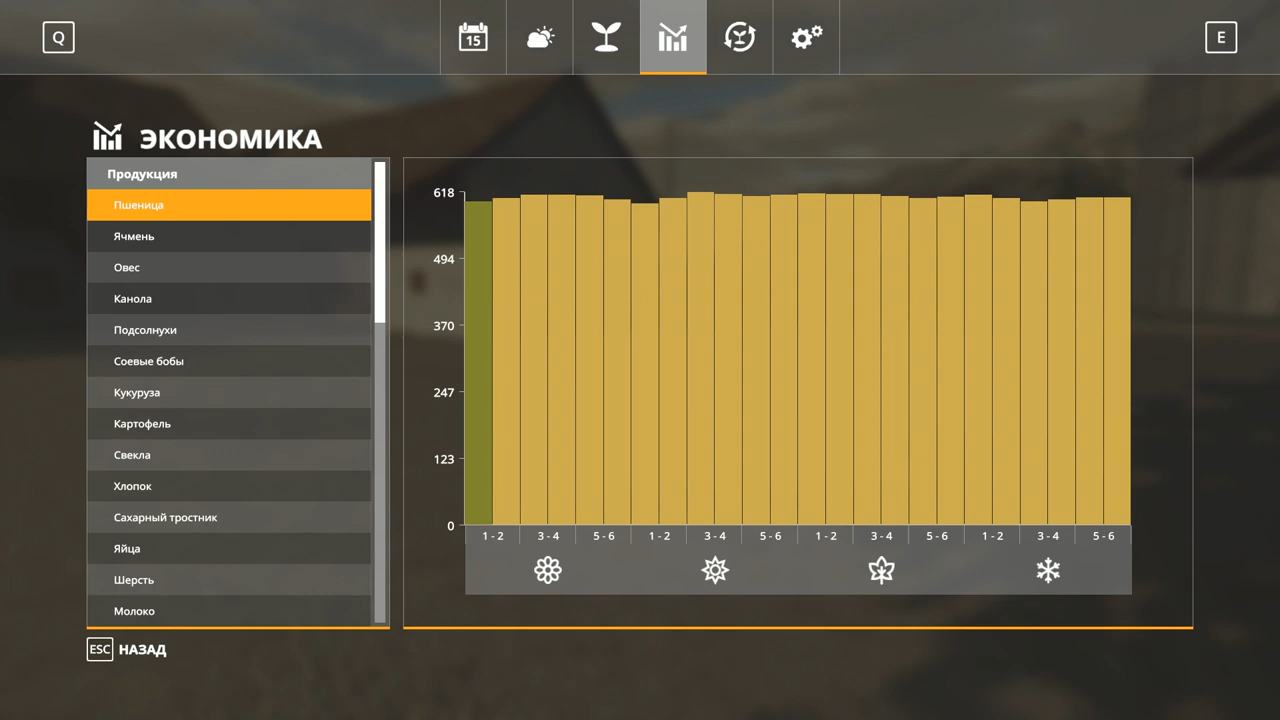 Q
15
E
ЭКОНОМИКА
Продукция
Пшеница
Ячмень
Овес
Канола
Подсолнухи
Соевые бобы
Кукуруза
Картофель
Свекла
Хлопок
Сахарный тростник
Яйца
Шерсть
Молоко
618
494
370
247
123
0
1 - 2 3 - 4 5 - 6 1 - 2 3 - 4 5 - 6 1 - 2 3 - 4 5 - 6 1 - 2 3 - 4 5 - 6
ESC НАЗАД